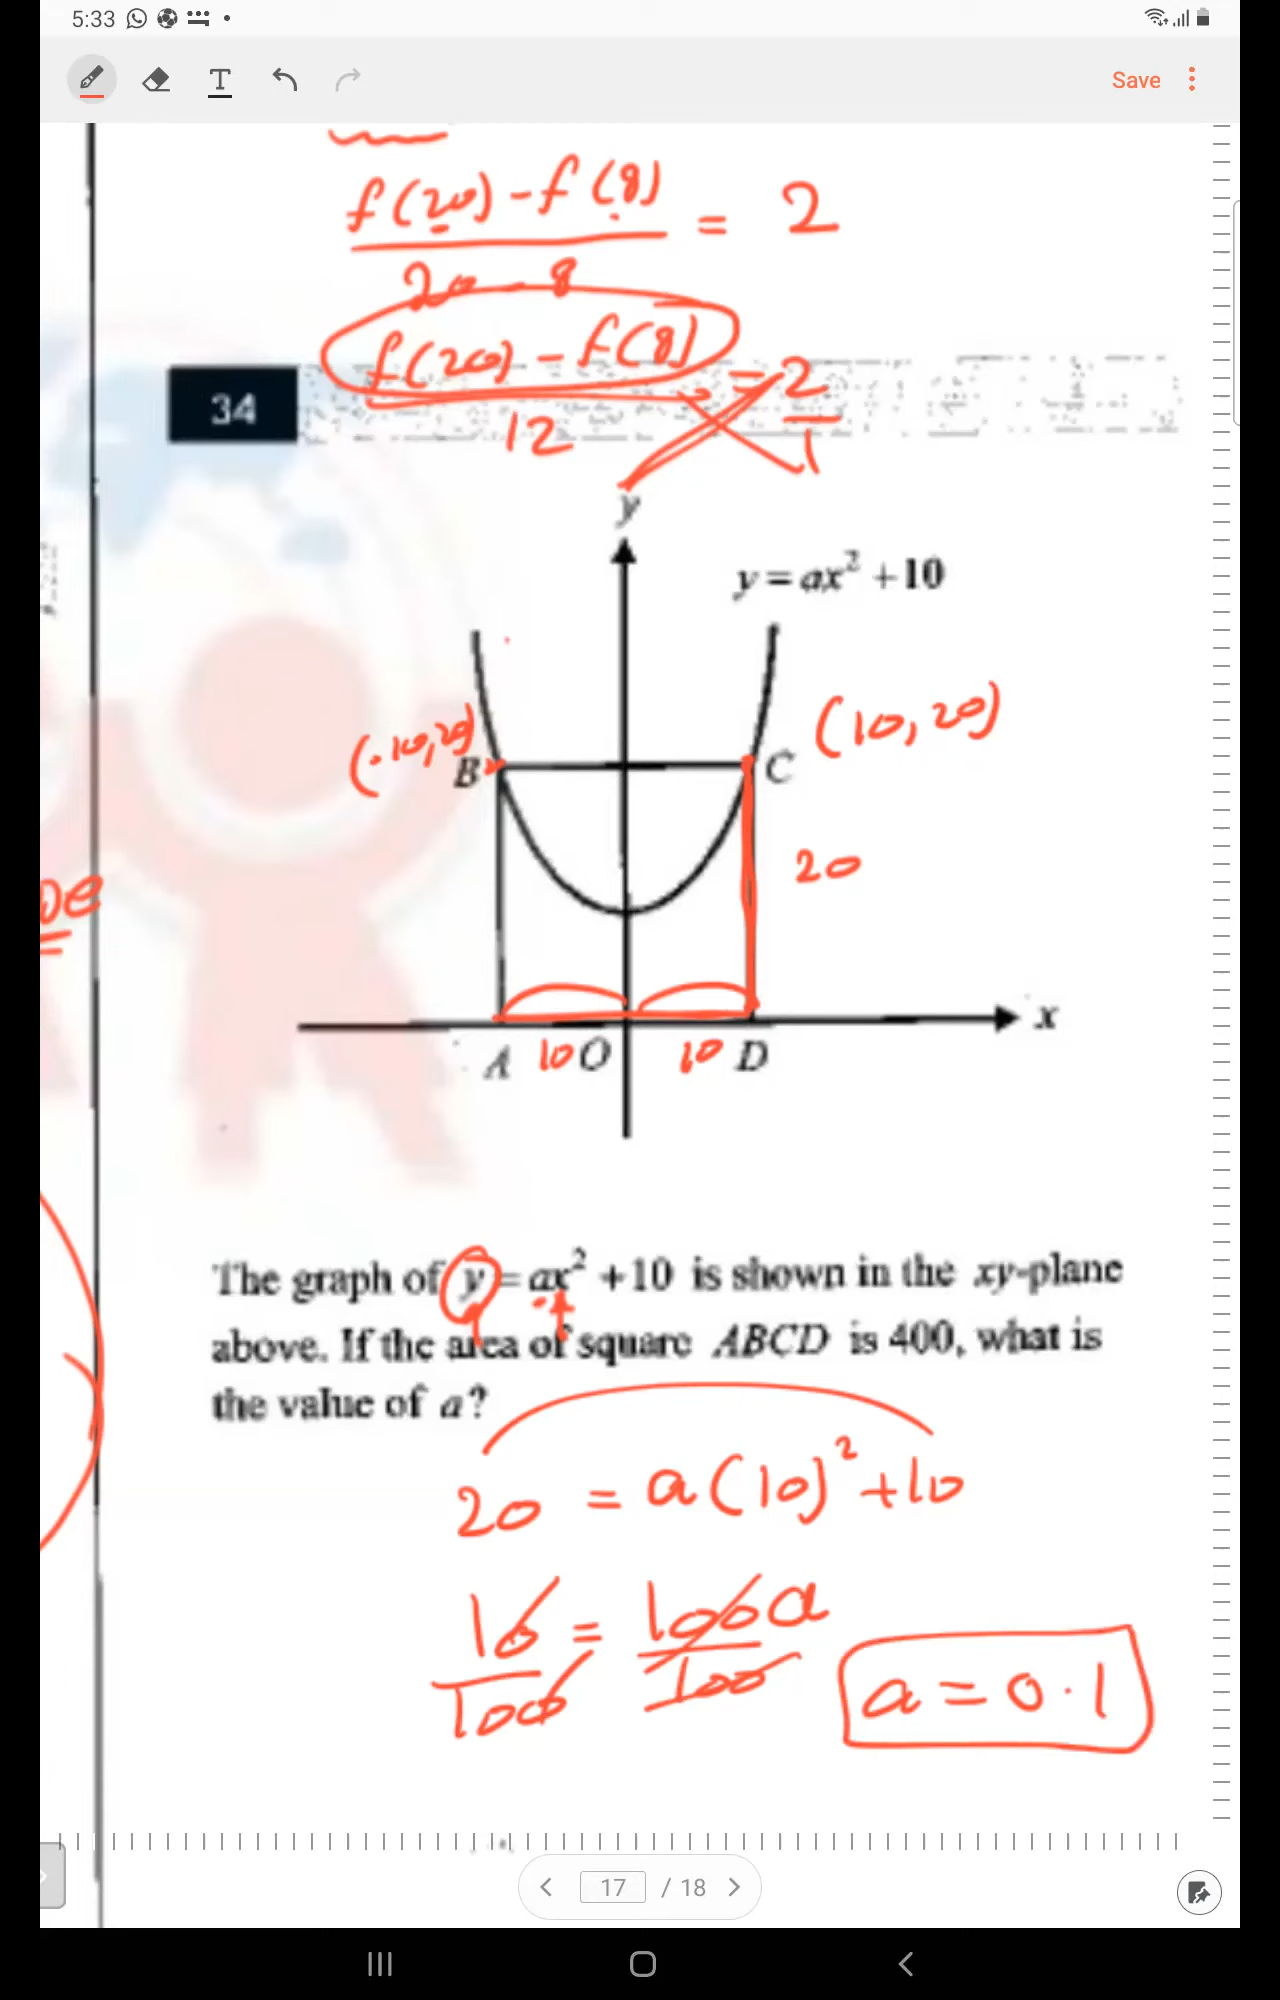 5:33
T
Save
f(20) - f(8) = 2
20 - 8
f(20) - f(8) = 2
12 1
34
y
y = ax² + 10
(-10, 20)
(10, 20)
B C
20
A 10 O 10 D
x
The graph of y = ax² + 10 is shown in the xy-plane
above. If the area of square ABCD is 400, what is
the value of a?
20 = a(10)² + 10
10 = 100a
100 100
a = 0.1
17 / 18